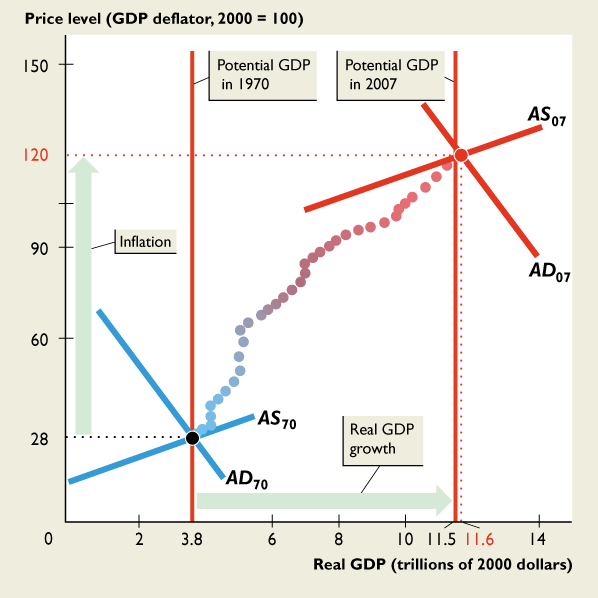 Price level (GDP deflator, 2000 = 100)
150
Potential GDP
in 1970
Potential GDP
in 2007
AS07
120
Inflation
90
AD07
60
AS70
28
Real GDP
growth
AD70
0 2 3.8 6 8 10 11.5 11.6 14
Real GDP (trillions of 2000 dollars)